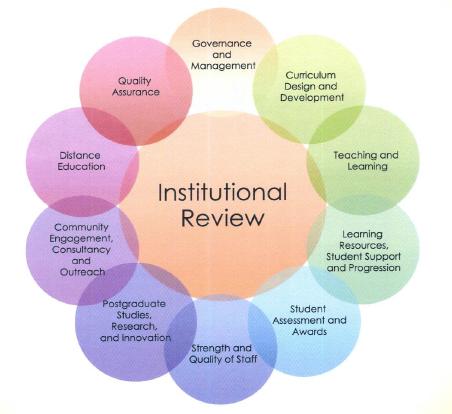 Governance
and
Management
Curriculum
Design and
Development
Teaching and
Learning
Learning
Resources,
Student Support
and Progression
Student
Assessment and
Awards
Strength and
Quality of Staff
Postgraduate
Studies,
Research,
and Innovation
Community
Engagement,
Consultancy
and
Outreach
Distance
Education
Quality
Assurance
Institutional
Review